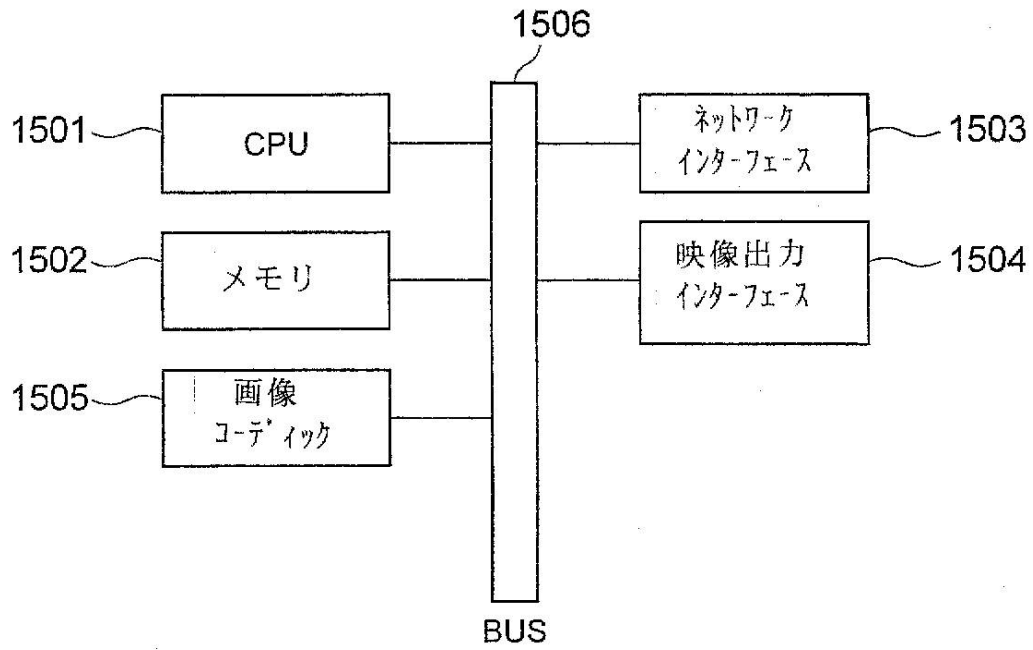 1506
1501
CPU
ネットワーク
インターフェース
1503
1502
メモリ
映像出力
インターフェース
1504
1505
画像
コーディック
BUS